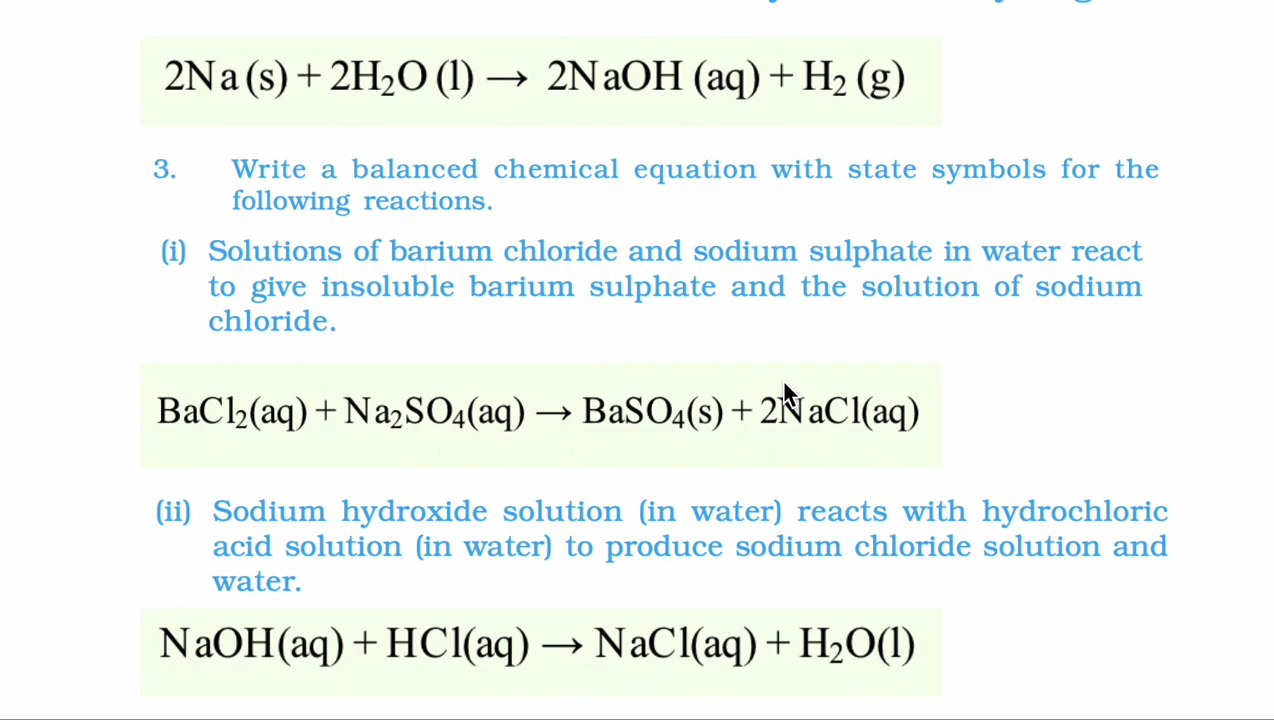 2Na (s) + 2H₂O (l) → 2NaOH (aq) + H₂ (g)
3. Write a balanced chemical equation with state symbols for the
following reactions.
(i) Solutions of barium chloride and sodium sulphate in water react
to give insoluble barium sulphate and the solution of sodium
chloride.
BaCl₂(aq) + Na₂SO₄(aq) → BaSO₄(s) + 2NaCl(aq)
(ii) Sodium hydroxide solution (in water) reacts with hydrochloric
acid solution (in water) to produce sodium chloride solution and
water.
NaOH(aq) + HCl(aq) → NaCl(aq) + H₂O(l)